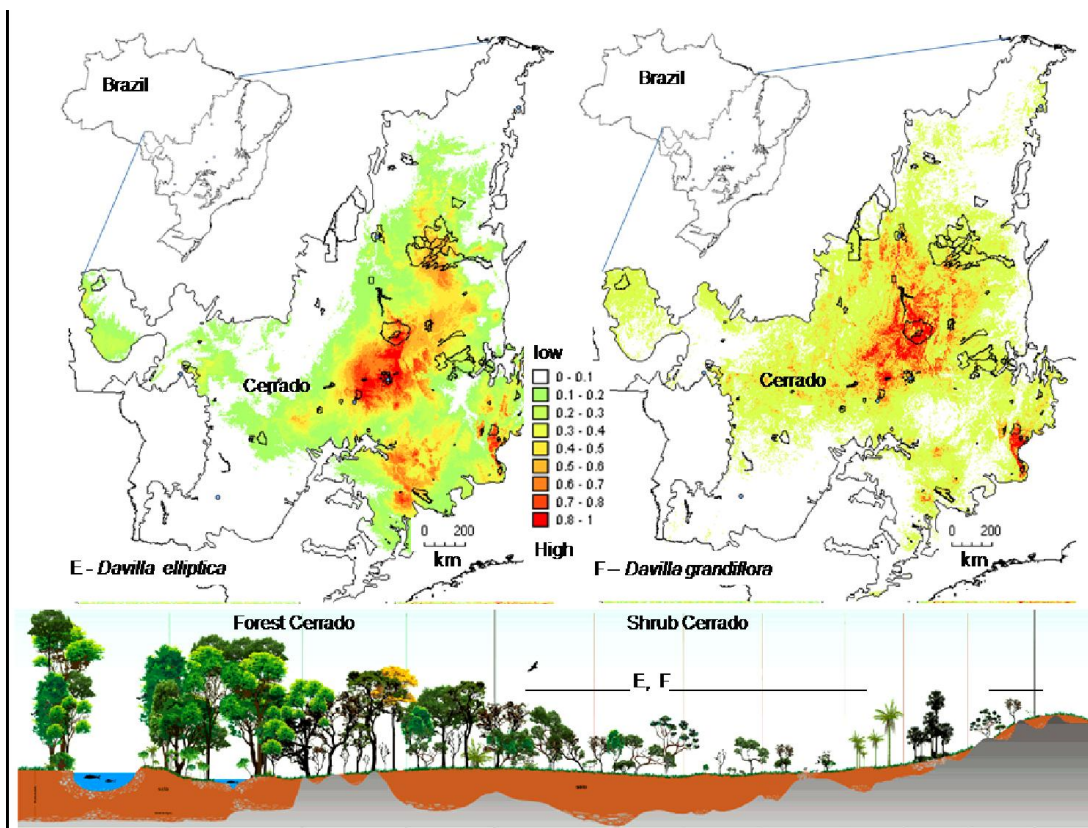 Brazil
Cerrado
low
0 - 0.1
0.1 - 0.2
0.2 - 0.3
0.3 - 0.4
0.4 - 0.5
0.5 - 0.6
0.6 - 0.7
0.7 - 0.8
0.8 - 1
High
0 200
km
E - Davilla elliptica
Brazil
Cerrado
0 200
km
F – Davilla grandiflora
Forest Cerrado
Shrub Cerrado
E, F